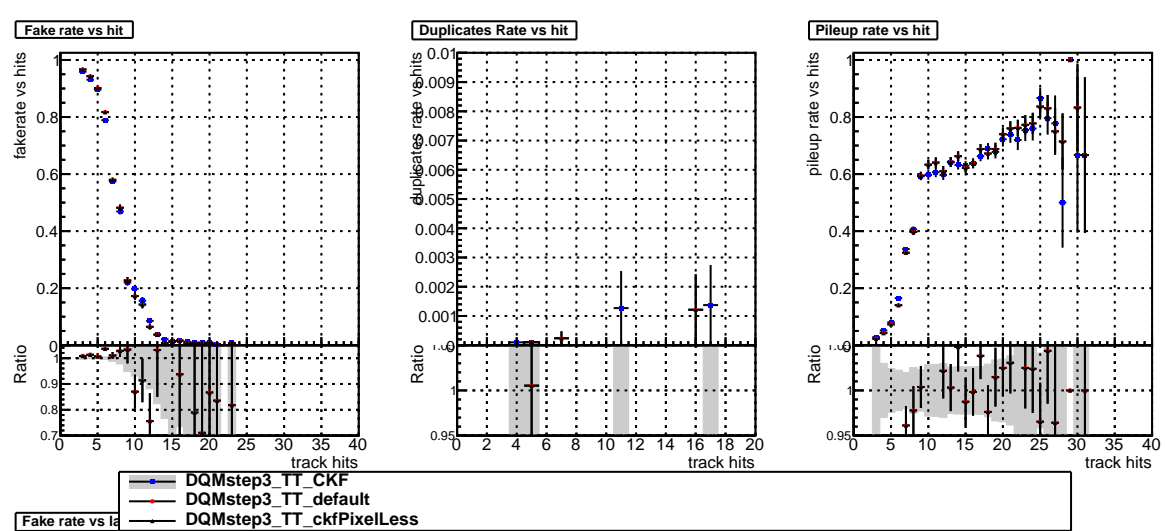 Fake rate vs hit
Duplicates Rate vs hit
Pileup rate vs hit
fakerate vs hits
1
0.8
0.6
0.4
0.2
0
Ratio
1
0.9
0.8
0.7
0 5 10 15 20 25 30 35 40
track hits
duplicates rate vs hits
0.01
0.009
0.008
0.007
0.006
0.005
0.004
0.003
0.002
0.001
0
Ratio
1
0.95
0 2 4 6 8 10 12 14 16 18 20
track hits
pileup rate vs hits
1
0.8
0.6
0.4
0.2
0
Ratio
1
0.95
0 5 10 15 20 25 30 35 40
track hits
DQMstep3_TT_CKF
DQMstep3_TT_default
DQMstep3_TT_ckfPixelLess
Fake rate vs la